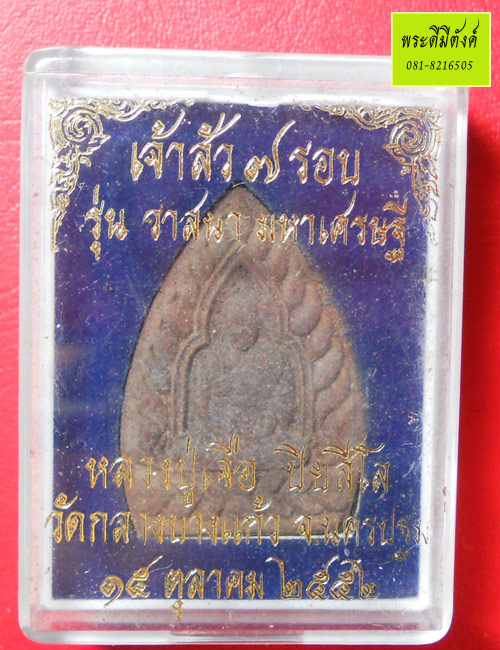 พระดีมีตังค์
081-8216505
เจ้าสัว ๗ รอบ
รุ่น วาสนา มหาเศรษฐี
หลวงปู่เจือ ปิยสีโล
วัดกลางบางแก้ว จ.นครปฐม
๑๕ ตุลาคม ๒๕๕๒